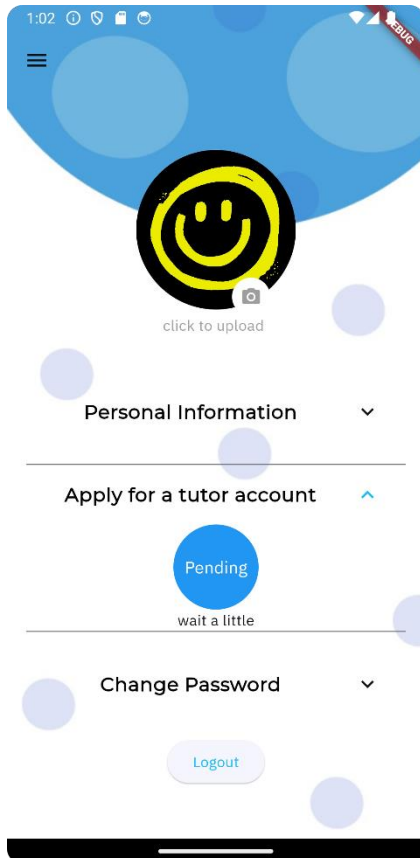 1:02
DEBUG
click to upload
Personal Information
Apply for a tutor account
Pending
wait a little
Change Password
Logout